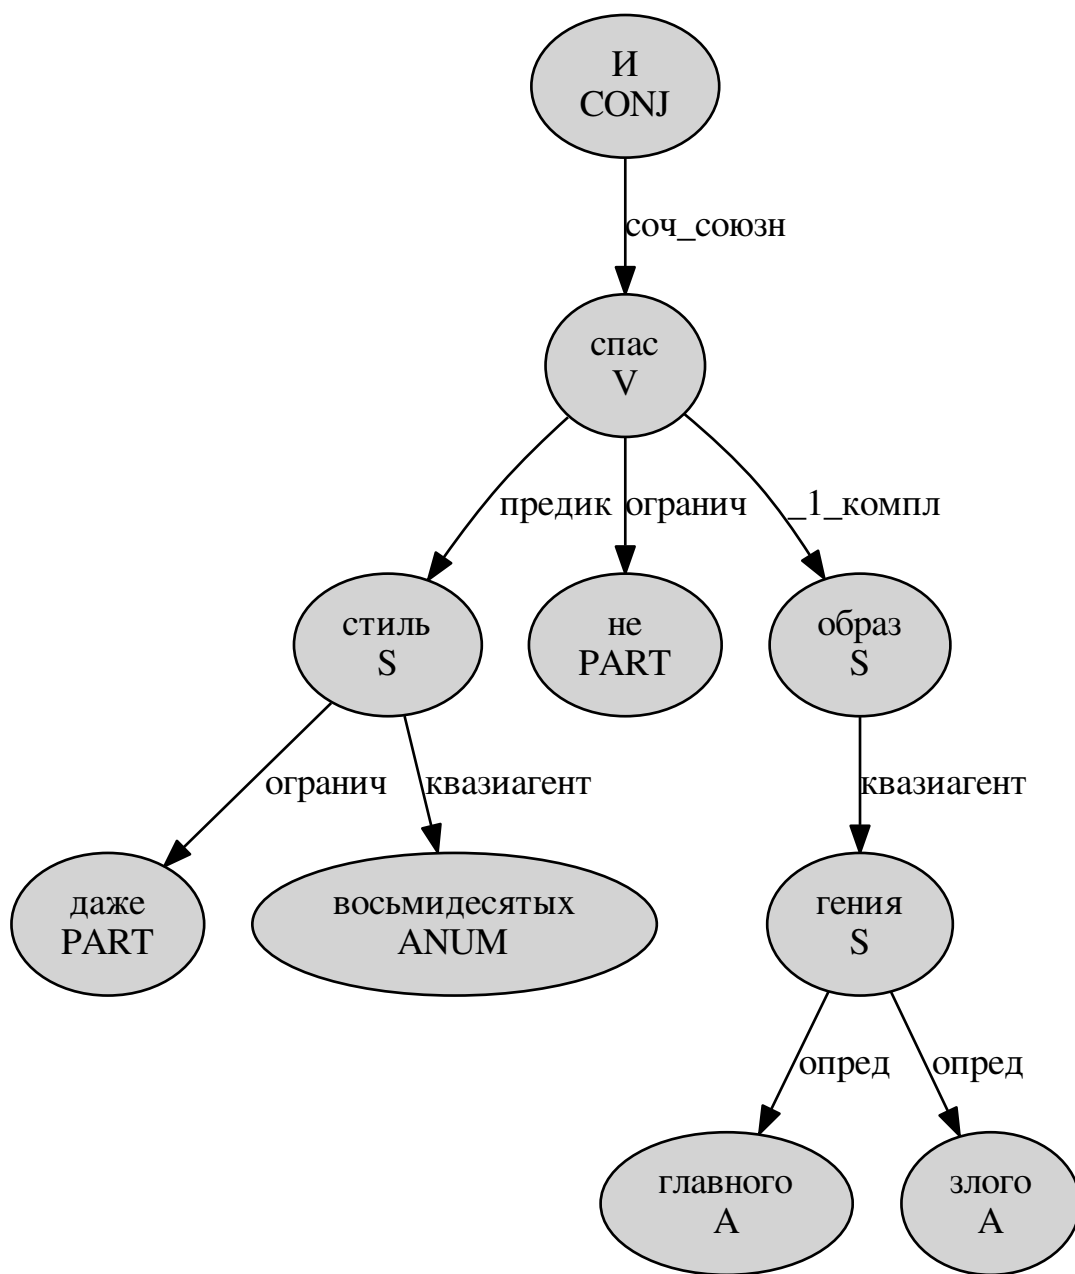 И
CONJ
соч_союзн
спас
V
предик огранич _1_компл
стиль
S
не
PART
образ
S
огранич квазиагент квазиагент
даже
PART
восьмидесятых
ANUM
гения
S
опред опред
главного
A
злого
A